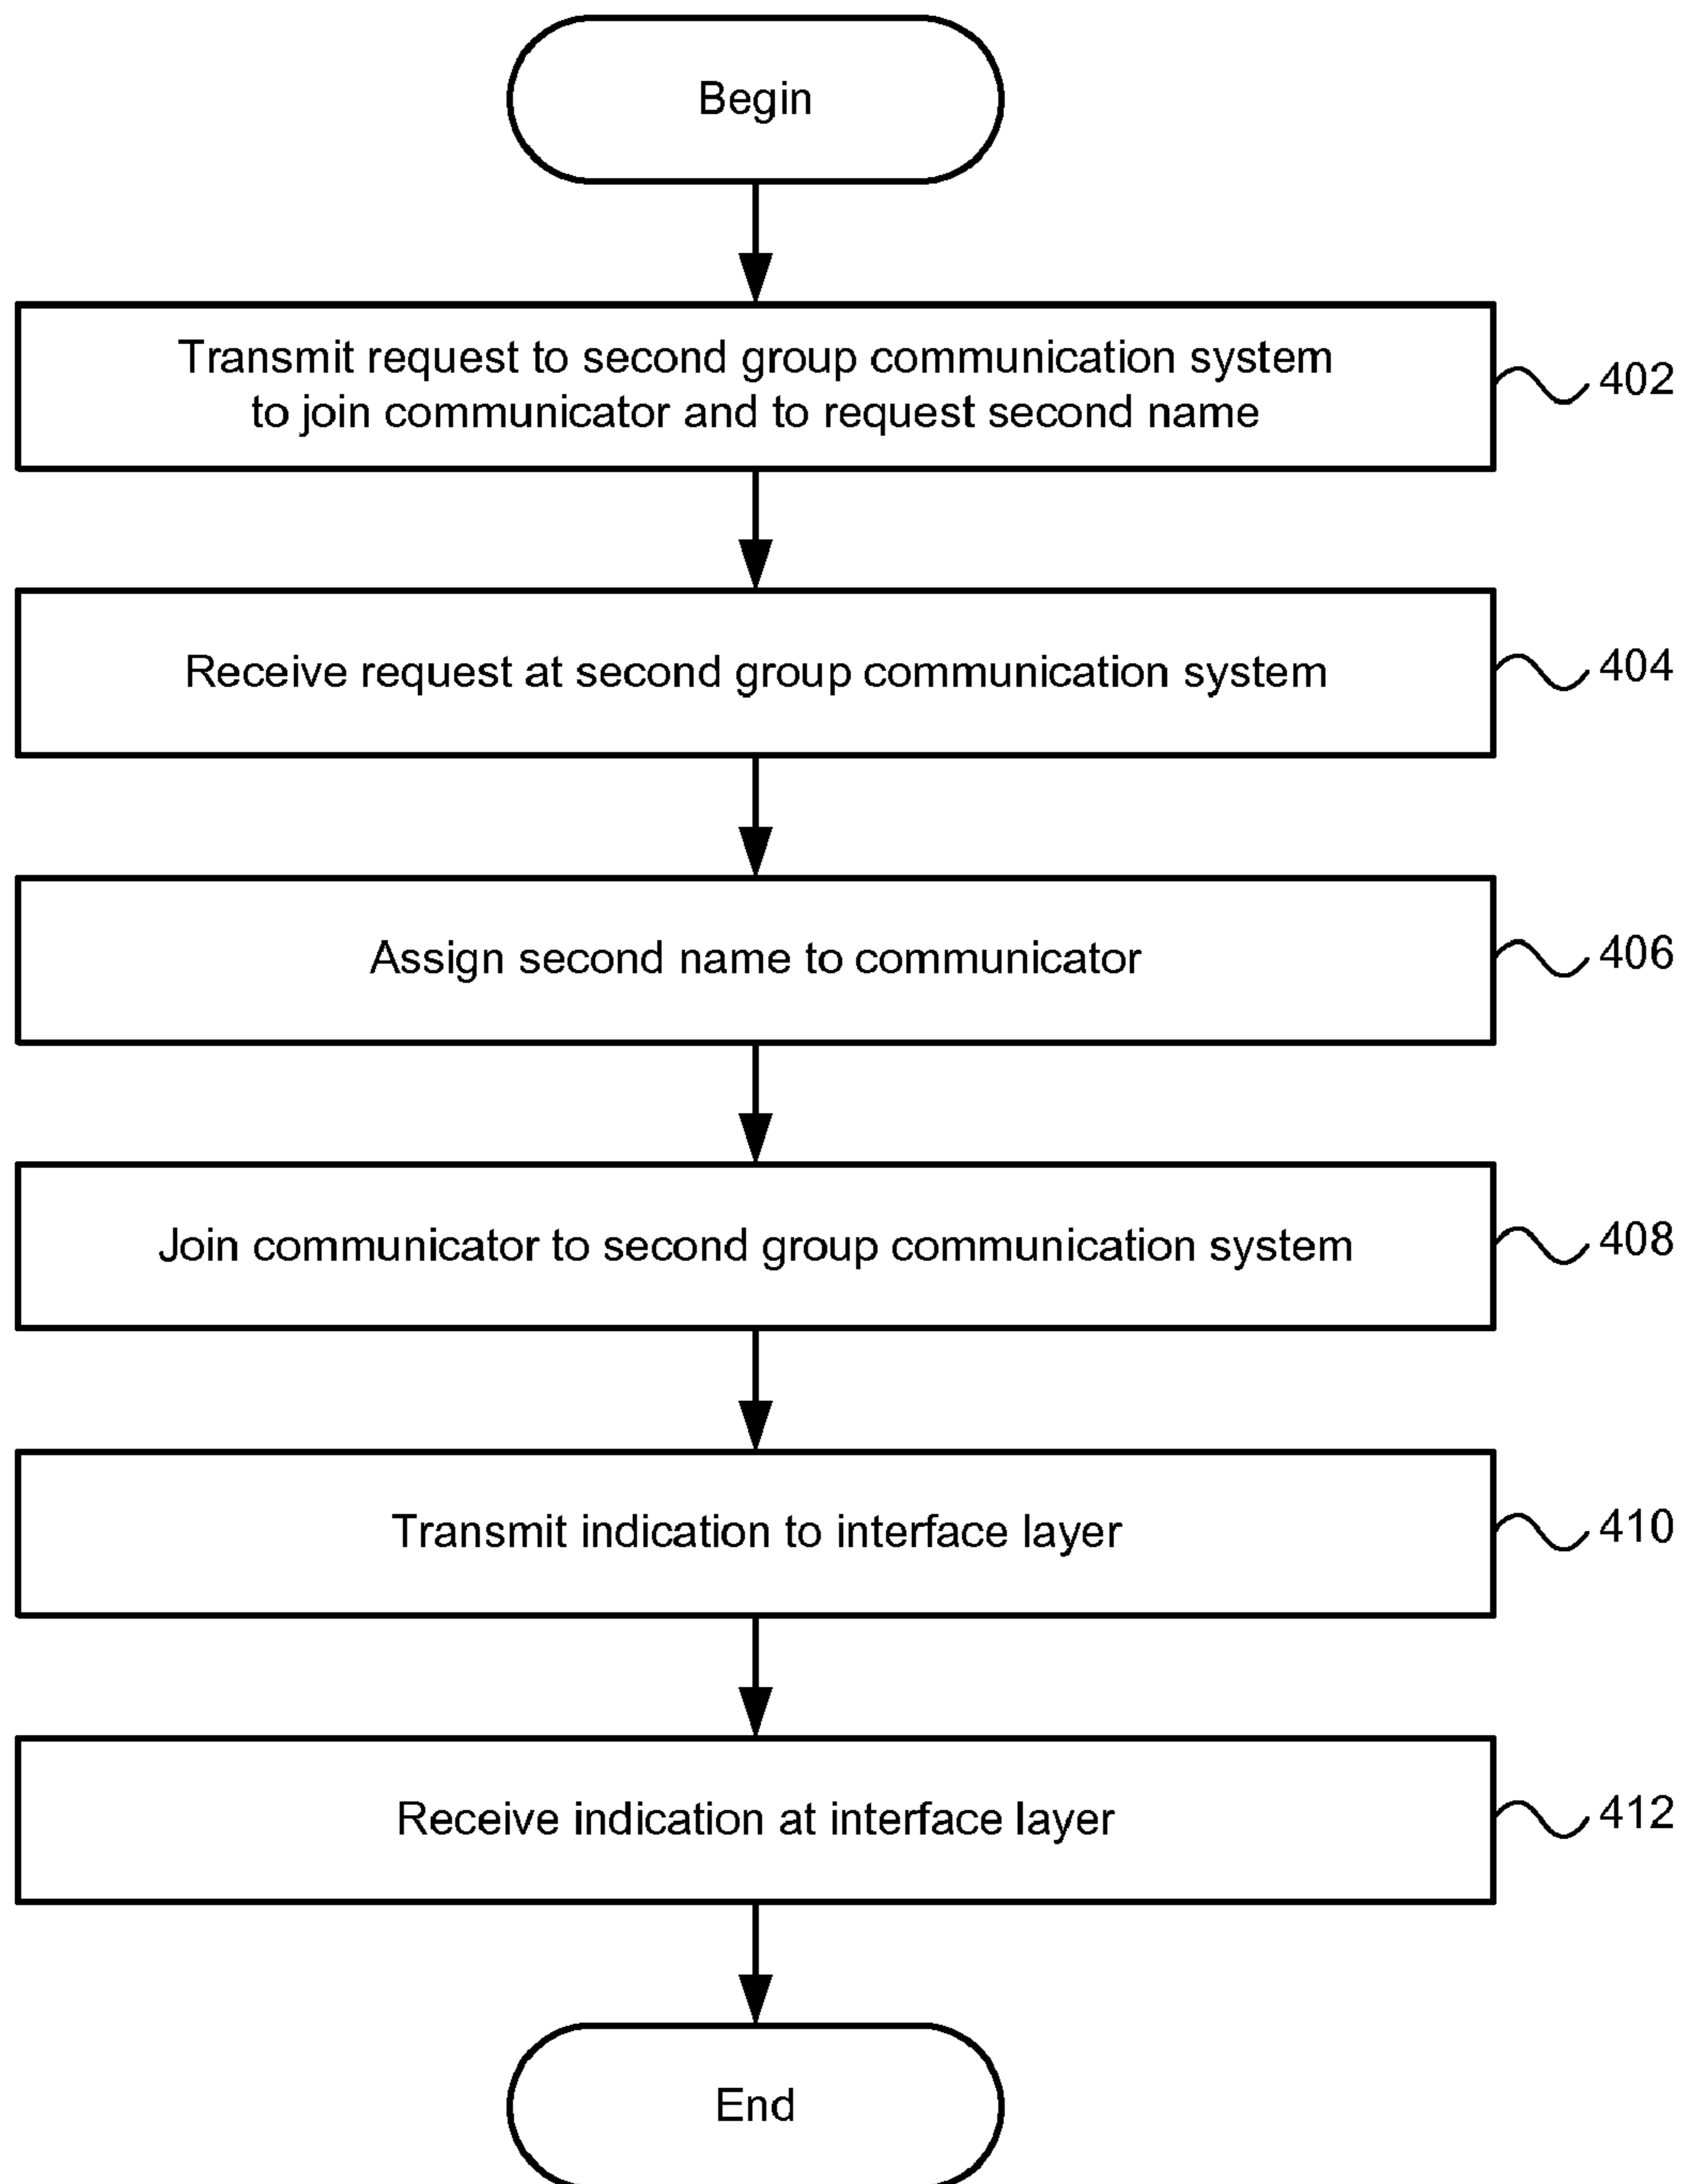 Begin
Transmit request to second group communication system
to join communicator and to request second name
402
Receive request at second group communication system
404
Assign second name to communicator
406
Join communicator to second group communication system
408
Transmit indication to interface layer
410
Receive indication at interface layer
412
End